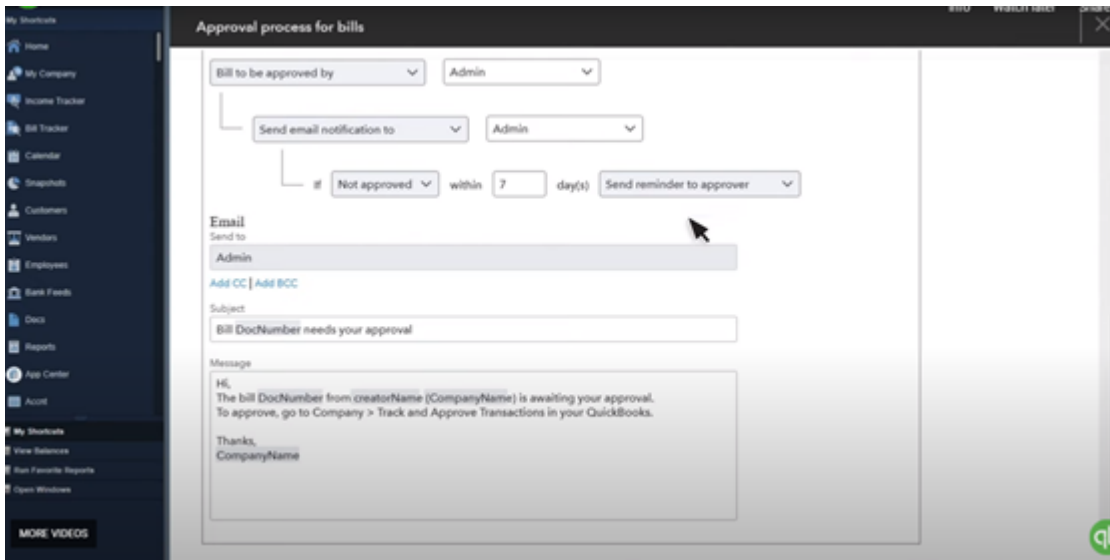 Info Watch later Share
My Shortcuts
Approval process for bills
Home
My Company
Income Tracker
Bill Tracker
Calendar
Snapshots
Customers
Vendors
Employees
Bank Feeds
Docs
Reports
App Center
Acont
My Shortcuts
View Balances
Run Favorite Reports
Open Windows
MORE VIDEOS
Bill to be approved by Admin
Send email notification to Admin
If Not approved within 7 day(s) Send reminder to approver
Email
Send to
Admin
Add CC | Add BCC
Subject
Bill DocNumber needs your approval
Message
Hi,
The bill DocNumber from creatorName (CompanyName) is awaiting your approval.
To approve, go to Company > Track and Approve Transactions in your QuickBooks.
Thanks,
CompanyName
qb